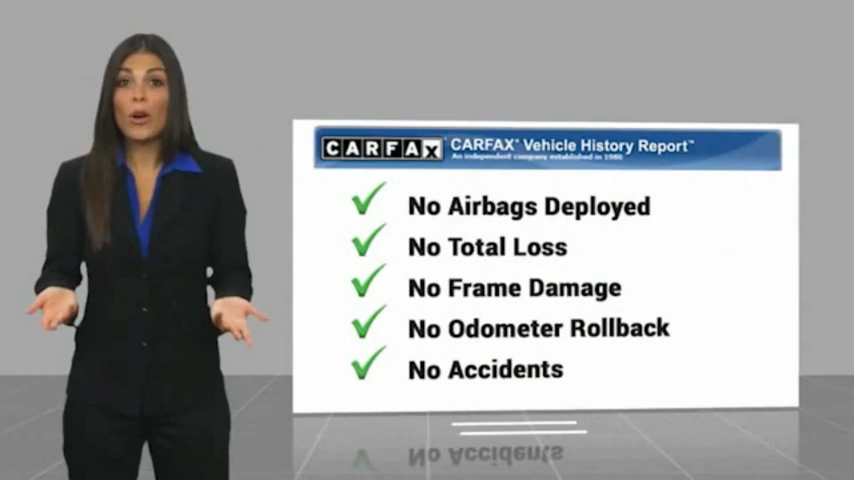 CARFAX CARFAX® Vehicle History Report™
An independent company established in 1986
No Airbags Deployed
No Total Loss
No Frame Damage
No Odometer Rollback
No Accidents
No Accidents